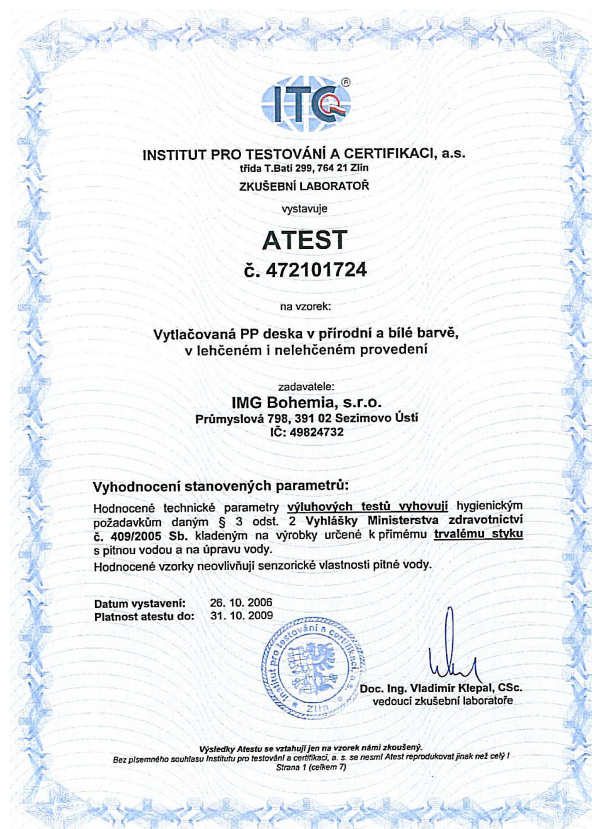 ITC ®
INSTITUT PRO TESTOVÁNÍ A CERTIFIKACI, a.s.
třída T.Bati 299, 764 21 Zlín
ZKUŠEBNÍ LABORATOŘ
vystavuje
ATEST
č. 472101724
na vzorek:
Vytlačovaná PP deska v přírodní a bílé barvě,
v lehčeném i nelehčeném provedení
zadavatele:
IMG Bohemia, s.r.o.
Průmyslová 798, 391 02 Sezimovo Ústí
IČ: 49824732
Vyhodnocení stanovených parametrů:
Hodnocené technické parametry výluhových testů vyhovují hygienickým
požadavkům daným § 3 odst. 2 Vyhlášky Ministerstva zdravotnictví
č. 409/2005 Sb. kladeným na výrobky určené k přímému trvalému styku
s pitnou vodou a na úpravu vody.
Hodnocené vzorky neovlivňují senzorické vlastnosti pitné vody.
Datum vystavení: 26. 10. 2006
Platnost atestu do: 31. 10. 2009
Institut pro testování a certifikaci, a.s.
Zlín
Doc. Ing. Vladimír Klepal, CSc.
vedoucí zkušební laboratoře
Výsledky Atestu se vztahují jen na vzorek námi zkoušený.
Bez písemného souhlasu Institutu pro testování a certifikaci, a. s. se nesmí Atest reprodukovat jinak než celý !
Strana 1 (celkem 7)